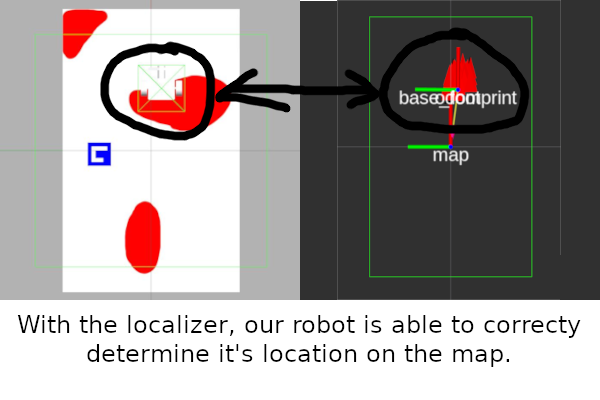 base_footprint
odom
map
With the localizer, our robot is able to correcty
determine it's location on the map.